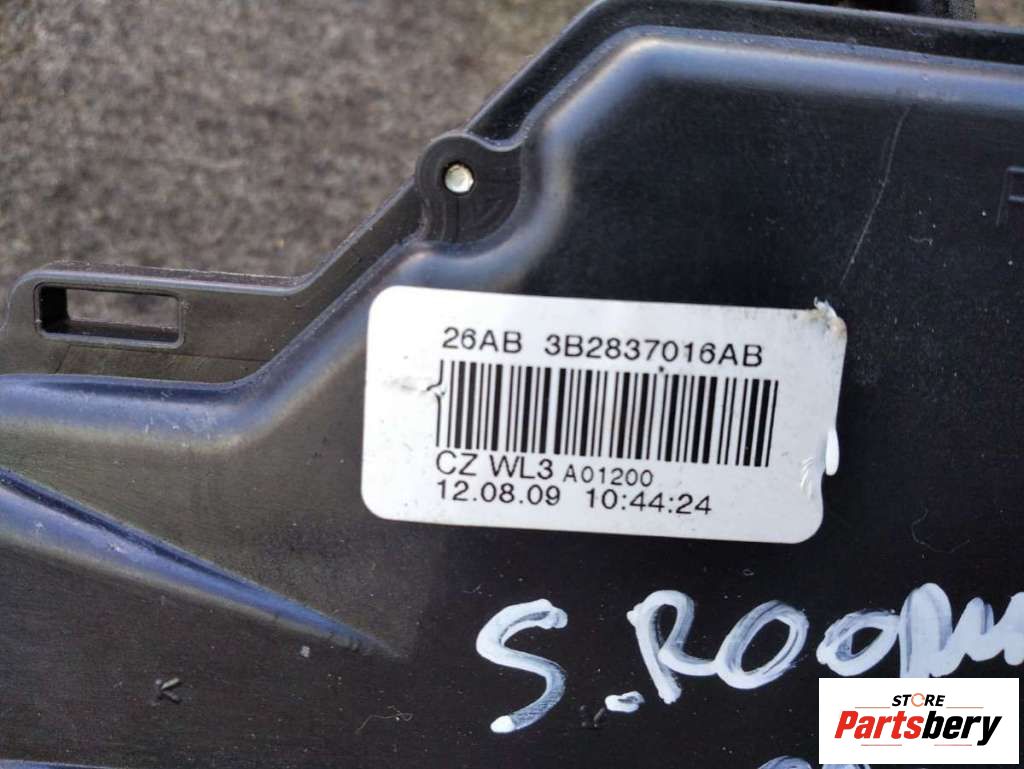 26AB 3B2837016AB
CZ WL3 A01200
12.08.09 10:44:24
S.ROOM
STORE
Partsbery